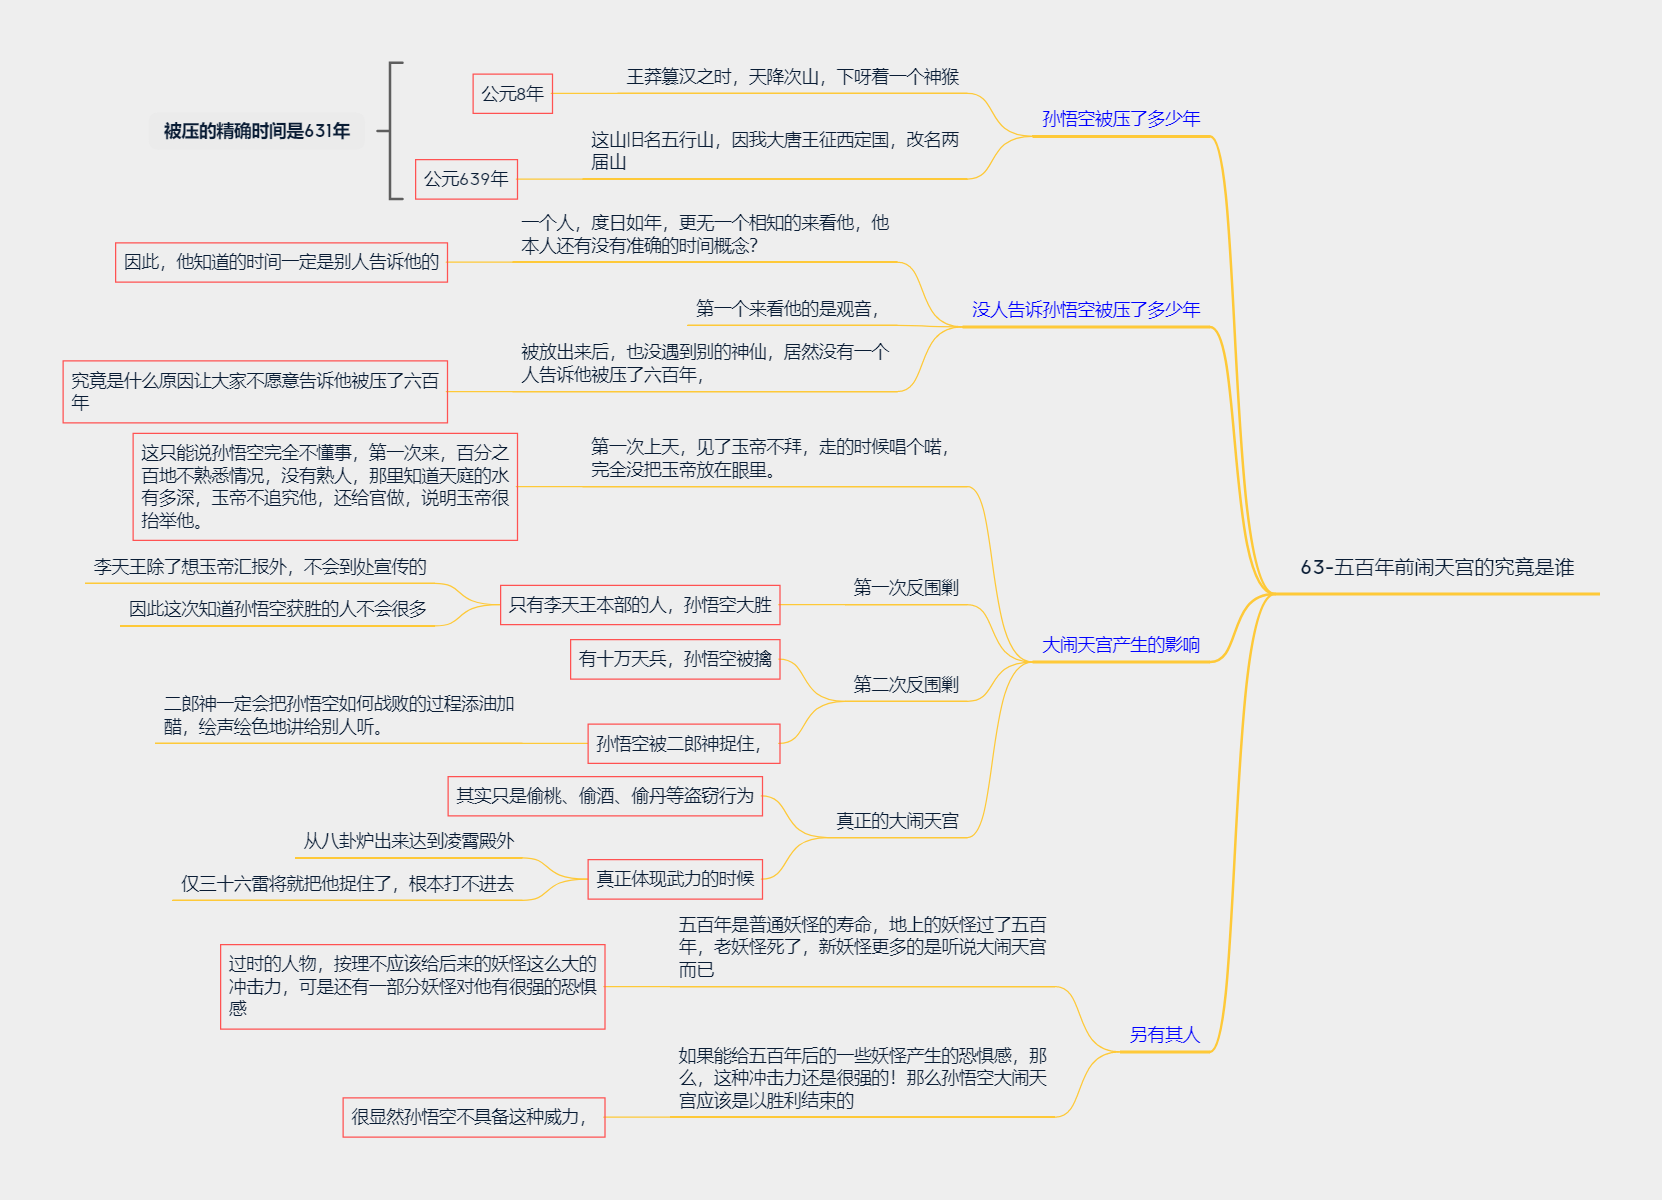 63-五百年前闹天宫的究竟是谁
孙悟空被压了多少年
王莽篡汉之时，天降次山，下呀着一个神猴
公元8年
这山旧名五行山，因我大唐王征西定国，改名两
届山
公元639年
被压的精确时间是631年
没人告诉孙悟空被压了多少年
一个人，度日如年，更无一个相知的来看他，他
本人还有没有准确的时间概念？
因此，他知道的时间一定是别人告诉他的
第一个来看他的是观音，
被放出来后，也没遇到别的神仙，居然没有一个
人告诉他被压了六百年，
究竟是什么原因让大家不愿意告诉他被压了六百
年
大闹天宫产生的影响
第一次上天，见了玉帝不拜，走的时候唱个喏，
完全没把玉帝放在眼里。
这只能说孙悟空完全不懂事，第一次来，百分之
百地不熟悉情况，没有熟人，那里知道天庭的水
有多深，玉帝不追究他，还给官做，说明玉帝很
抬举他。
第一次反围剿
只有李天王本部的人，孙悟空大胜
李天王除了想玉帝汇报外，不会到处宣传的
因此这次知道孙悟空获胜的人不会很多
第二次反围剿
有十万天兵，孙悟空被擒
孙悟空被二郎神捉住，
二郎神一定会把孙悟空如何战败的过程添油加
醋，绘声绘色地讲给别人听。
真正的大闹天宫
其实只是偷桃、偷酒、偷丹等盗窃行为
真正体现武力的时候
从八卦炉出来达到凌霄殿外
仅三十六雷将就把他捉住了，根本打不进去
另有其人
五百年是普通妖怪的寿命，地上的妖怪过了五百
年，老妖怪死了，新妖怪更多的是听说大闹天宫
而已
过时的人物，按理不应该给后来的妖怪这么大的
冲击力，可是还有一部分妖怪对他有很强的恐惧
感
如果能给五百年后的一些妖怪产生的恐惧感，那
么，这种冲击力还是很强的！那么孙悟空大闹天
宫应该是以胜利结束的
很显然孙悟空不具备这种威力，